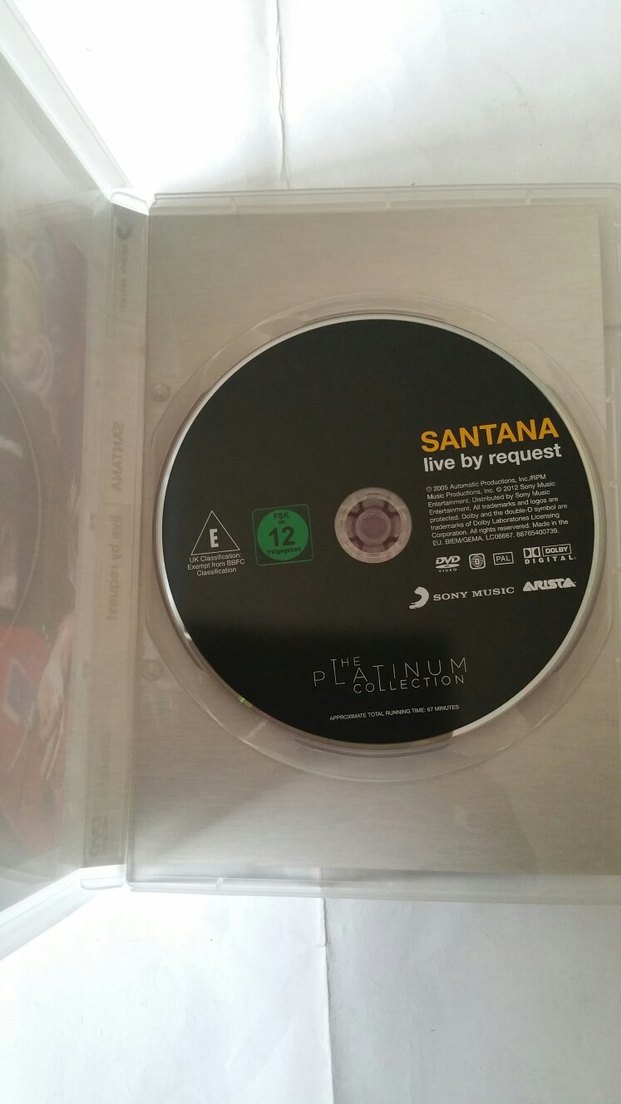 SANTANA
live by request
℗ 2005 Automatic Productions, Inc./RPM
Music Productions, Inc. © 2012 Sony Music
Entertainment. Distributed by Sony Music
Entertainment. All trademarks and logos are
protected. Dolby and the double-D symbol are
trademarks of Dolby Laboratories Licensing
Corporation. All rights reserved. Made in the
EU. BIEM/GEMA. LC06667. 88765400739.
E
UK Classification:
Exempt from BBFC
Classification
FSK
ab
12
freigegeben
DVD
VIDEO
0
PAL
DOLBY
DIGITAL
SONY MUSIC
ARISTA
THE
PLATINUM
COLLECTION
APPROXIMATE TOTAL RUNNING TIME: 67 MINUTES
SANTANA live by request